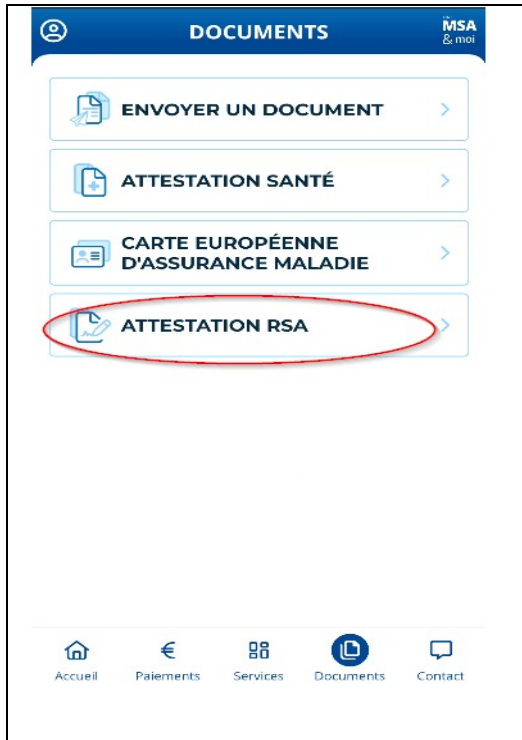 DOCUMENTS
MSA
& moi
ENVOYER UN DOCUMENT
ATTESTATION SANTÉ
CARTE EUROPÉENNE
D'ASSURANCE MALADIE
ATTESTATION RSA
Accueil
Paiements
Services
Documents
Contact